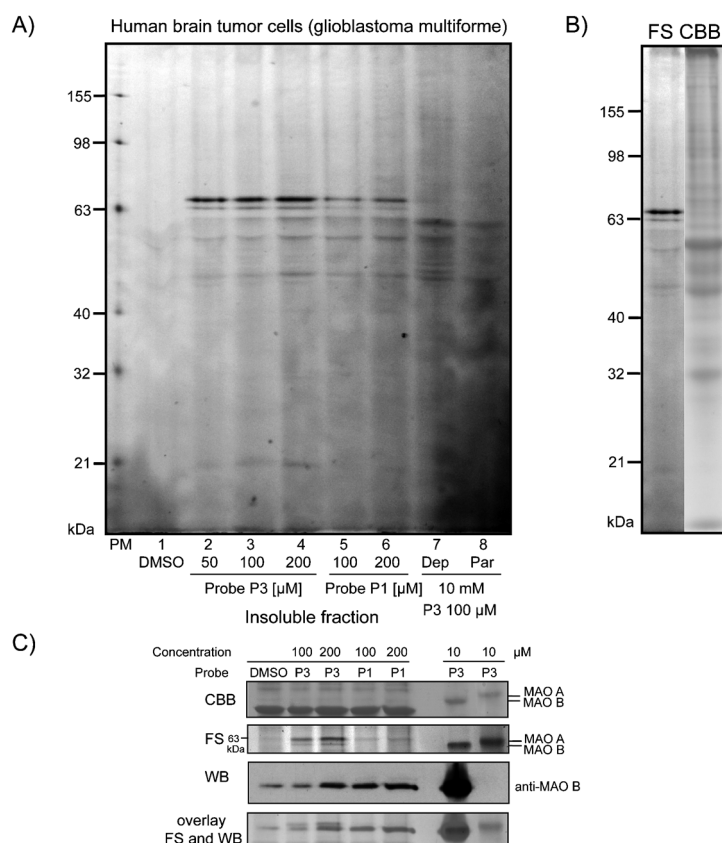 A)
Human brain tumor cells (glioblastoma multiforme)
155
98
63
40
32
21
kDa
PM 1 2 3 4 5 6 7 8
DMSO 50 100 200 100 200 Dep Par
Probe P3 [µM] Probe P1 [µM] 10 mM
P3 100 µM
Insoluble fraction
B)
FS CBB
155
98
63
40
32
21
kDa
C)
Concentration 100 200 100 200 10 10 µM
Probe DMSO P3 P3 P1 P1 P3 P3
CBB
MAO A
MAO B
FS 63
kDa
MAO A
MAO B
WB
anti-MAO B
overlay
FS and WB